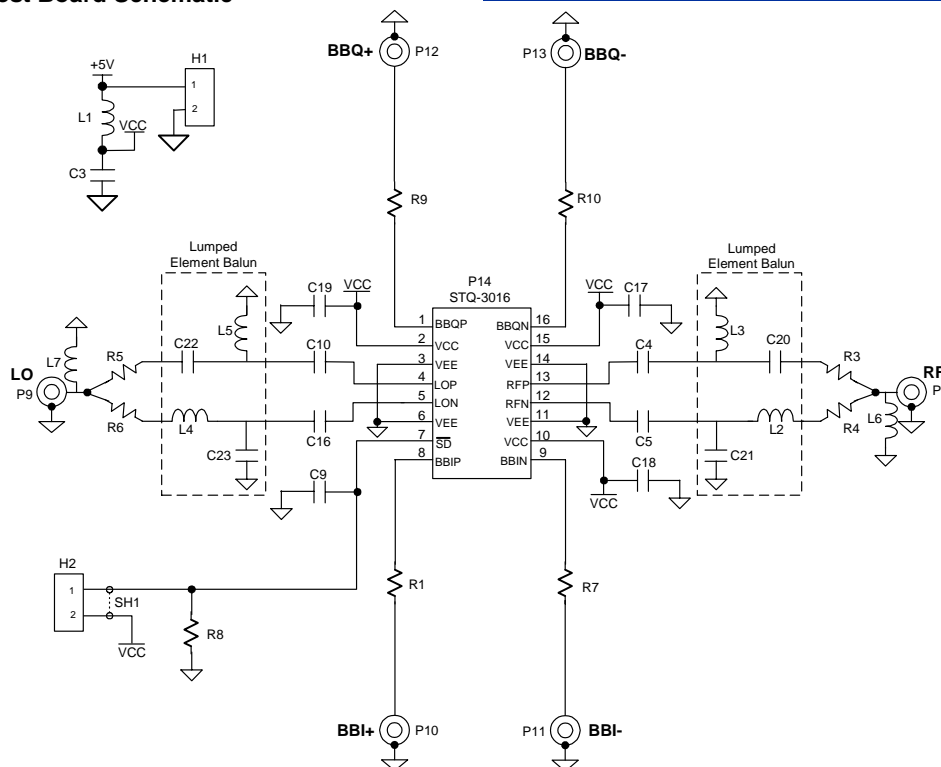 BBQ+
P12
P13
BBQ-
+5V
H1
1
2
L1
VCC
C3
R9
R10
Lumped
Element Balun
Lumped
Element Balun
P14
STQ-3016
C19
VCC
VCC
C17
1
BBQP
BBQN
16
2
VCC
VCC
15
3
VEE
VEE
14
4
LOP
RFP
13
5
LON
RFN
12
6
VEE
VEE
11
7
SD
VCC
10
8
BBIP
BBIN
9
L5
L3
L7
R5
C22
C10
C4
C20
R3
LO
P9
R6
L4
C16
C5
L2
R4
L6
C23
C21
C9
C18
VCC
H2
1
2
SH1
VCC
R8
R1
R7
BBI+
P10
P11
BBI-